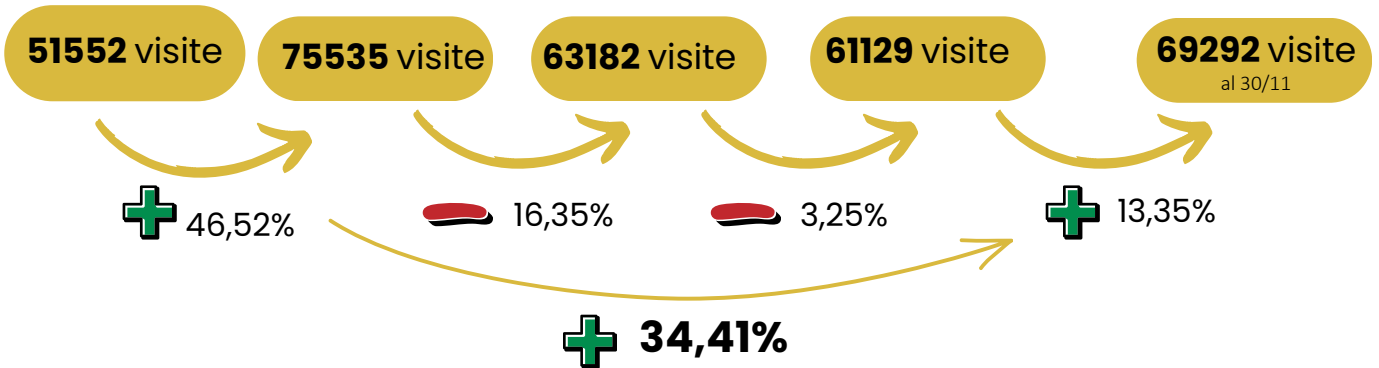 51552 visite
75535 visite
63182 visite
61129 visite
69292 visite
al 30/11
46,52%
16,35%
3,25%
13,35%
34,41%